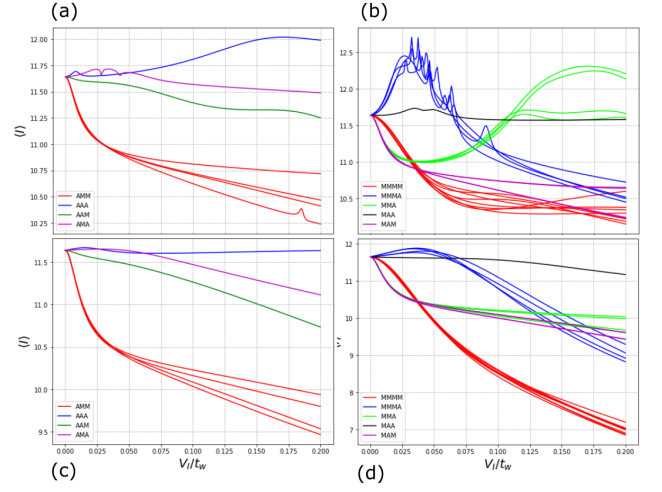 (a)
(b)
12.00
11.75
11.50
11.25
11.00
10.75
10.50
10.25
⟨I⟩
AMM
AAA
AAM
AMA
12.5
12.0
11.5
11.0
10.5
MMMM
MMMA
MMA
MAA
MAM
11.5
11.0
10.5
10.0
9.5
⟨I⟩
AMM
AAA
AAM
AMA
0.000 0.025 0.050 0.075 0.100 0.125 0.150 0.175 0.200
V_I/t_w
12
11
10
9
8
7
MMMM
MMMA
MMA
MAA
MAM
0.000 0.025 0.050 0.075 0.100 0.125 0.150 0.175 0.200
V_I/t_w
(c)
(d)